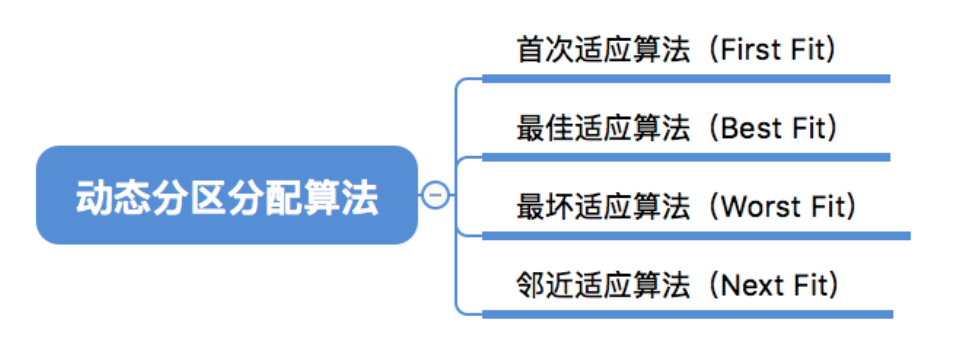 首次适应算法（First Fit）
最佳适应算法（Best Fit）
动态分区分配算法
最坏适应算法（Worst Fit）
邻近适应算法（Next Fit）